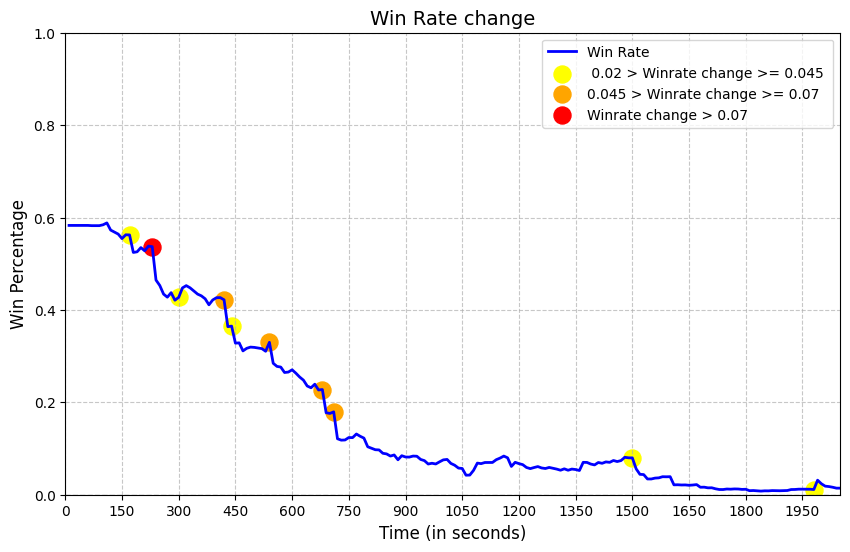 Win Rate change
1.0
0.8
0.6
0.4
0.2
0.0
Win Percentage
Win Rate
0.02 > Winrate change >= 0.045
0.045 > Winrate change >= 0.07
Winrate change > 0.07
0 150 300 450 600 750 900 1050 1200 1350 1500 1650 1800 1950
Time (in seconds)